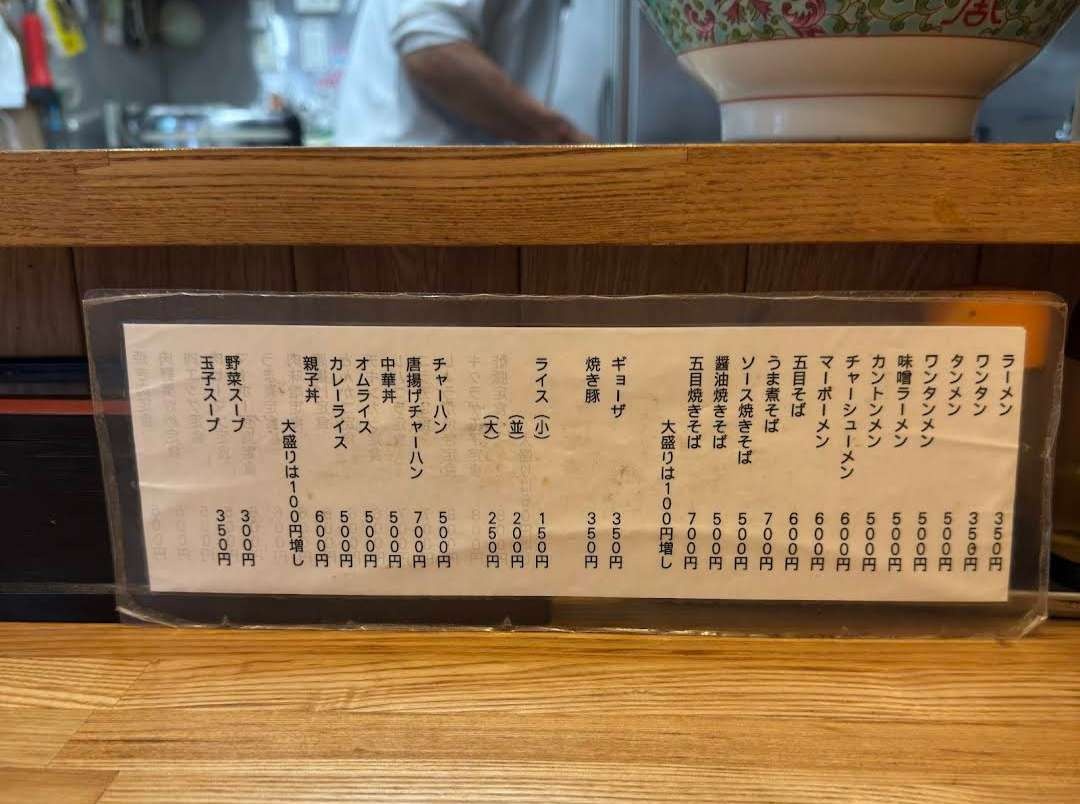 ラーメン 350円
ワンタン 350円
タンメン 500円
ワンタンメン 500円
味噌ラーメン 500円
カントンメン 500円
チャーシューメン 600円
マーボーメン 600円
五目そば 600円
うま煮そば 700円
ソース焼きそば 500円
醤油焼きそば 500円
五目焼きそば 700円
大盛りは100円増し
ギョーザ 350円
焼き豚 350円
ライス(小) 150円
(並) 200円
(大) 250円
チャーハン 500円
唐揚げチャーハン 700円
中華丼 500円
オムライス 500円
カレーライス 500円
親子丼 600円
大盛りは100円増し
野菜スープ 300円
玉子スープ 350円